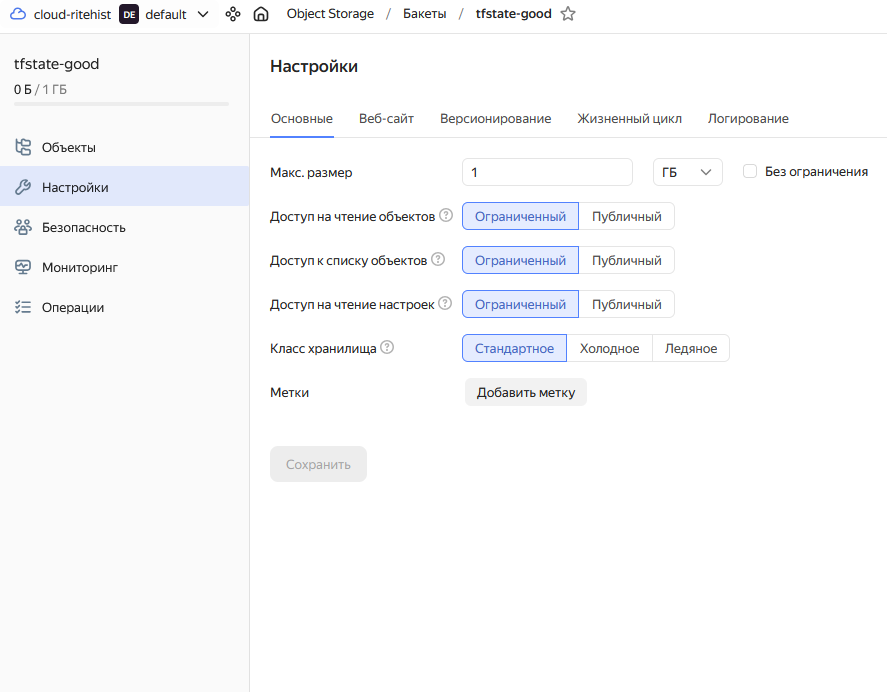 cloud-ritehist DE default Object Storage / Бакеты / tfstate-good
tfstate-good
0 Б / 1 ГБ
Объекты
Настройки
Безопасность
Мониторинг
Операции
Настройки
Основные Веб-сайт Версионирование Жизненный цикл Логирование
Макс. размер 1 ГБ Без ограничения
Доступ на чтение объектов ? Ограниченный Публичный
Доступ к списку объектов ? Ограниченный Публичный
Доступ на чтение настроек ? Ограниченный Публичный
Класс хранилища ? Стандартное Холодное Ледяное
Метки Добавить метку
Сохранить